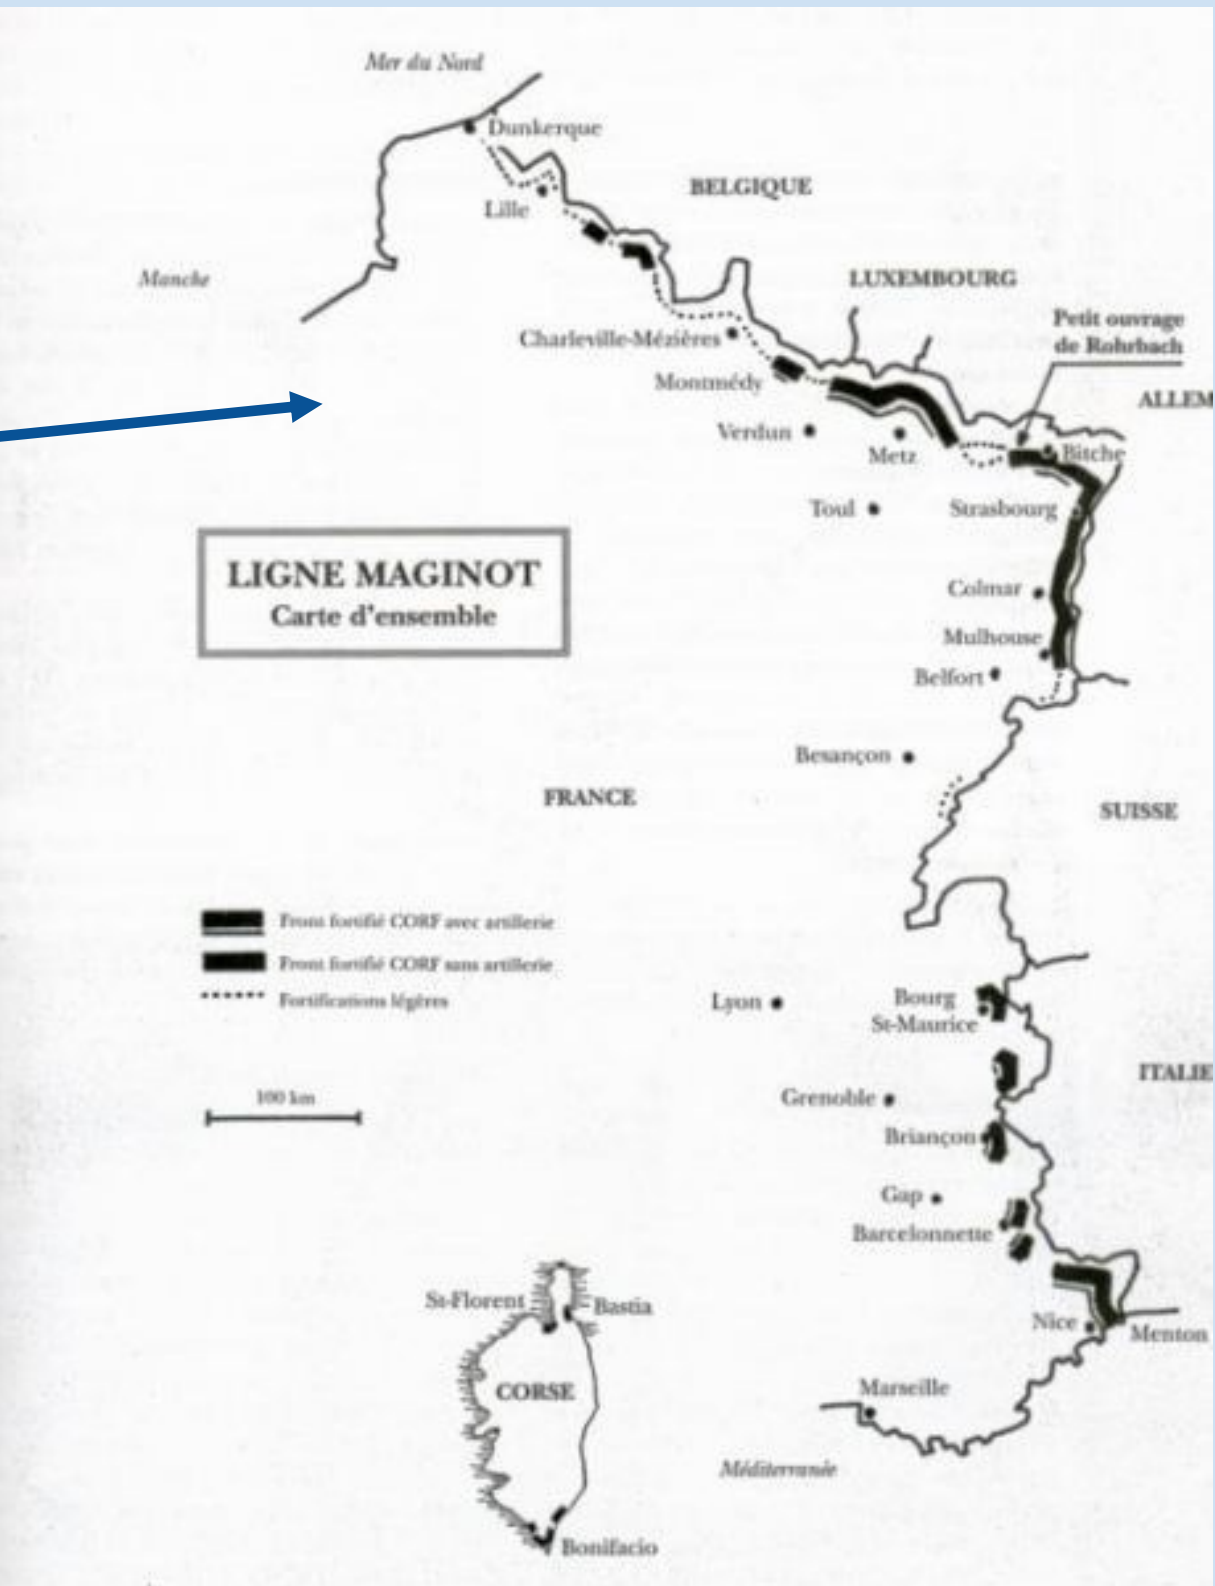 Mer du Nord
Dunkerque
BELGIQUE
Lille
Manche
LUXEMBOURG
Petit ouvrage
de Rohrbach
Charleville-Mézières
Montmédy
ALLEM
Verdun
Metz
Bitche
Toul
Strasbourg
LIGNE MAGINOT
Carte d'ensemble
Colmar
Mulhouse
Belfort
Besançon
FRANCE
SUISSE
Front fortifié CORF avec artillerie
Front fortifié CORF sans artillerie
Fortifications légères
Lyon
Bourg
St-Maurice
ITALIE
100 km
Grenoble
Briançon
Gap
Barcelonnette
St-Florent
Bastia
Nice
Menton
CORSE
Marseille
Méditerranée
Bonifacio